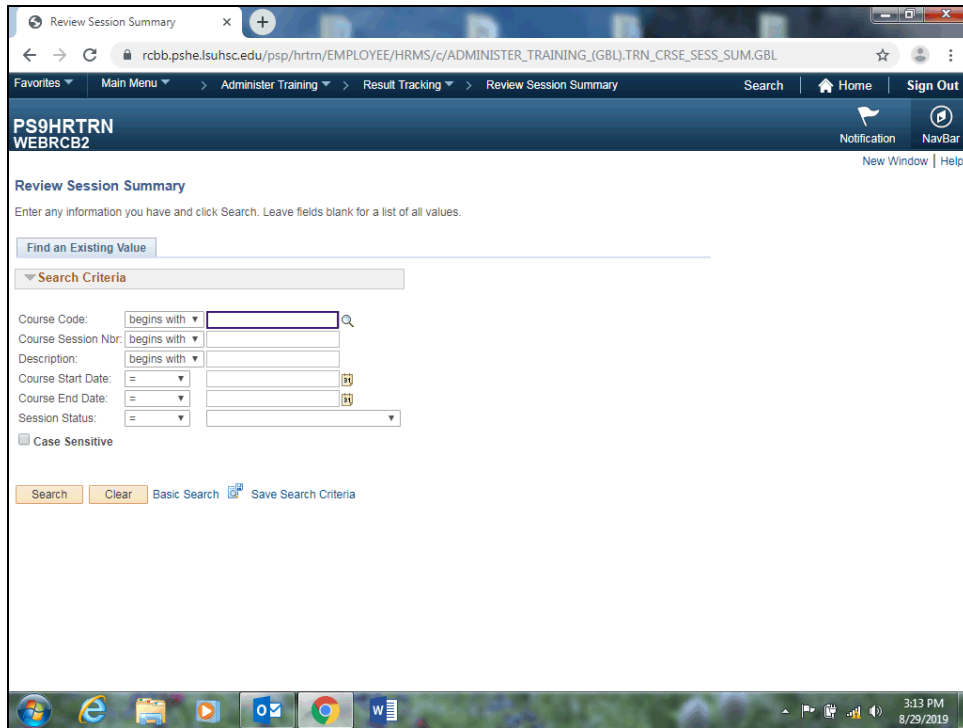 Review Session Summary
rcbb.pshe.lsuhsc.edu/psp/hrtrn/EMPLOYEE/HRMS/c/ADMINISTER_TRAINING_(GBL).TRN_CRSE_SESS_SUM.GBL
Favorites Main Menu > Administer Training > Result Tracking > Review Session Summary Search Home Sign Out
PS9HRTRN
WEBRCB2
Notification NavBar
New Window | Help
Review Session Summary
Enter any information you have and click Search. Leave fields blank for a list of all values.
Find an Existing Value
Search Criteria
Course Code: begins with
Course Session Nbr: begins with
Description: begins with
Course Start Date: = 31
Course End Date: = 31
Session Status: =
Case Sensitive
Search Clear Basic Search Save Search Criteria
3:13 PM
8/29/2019